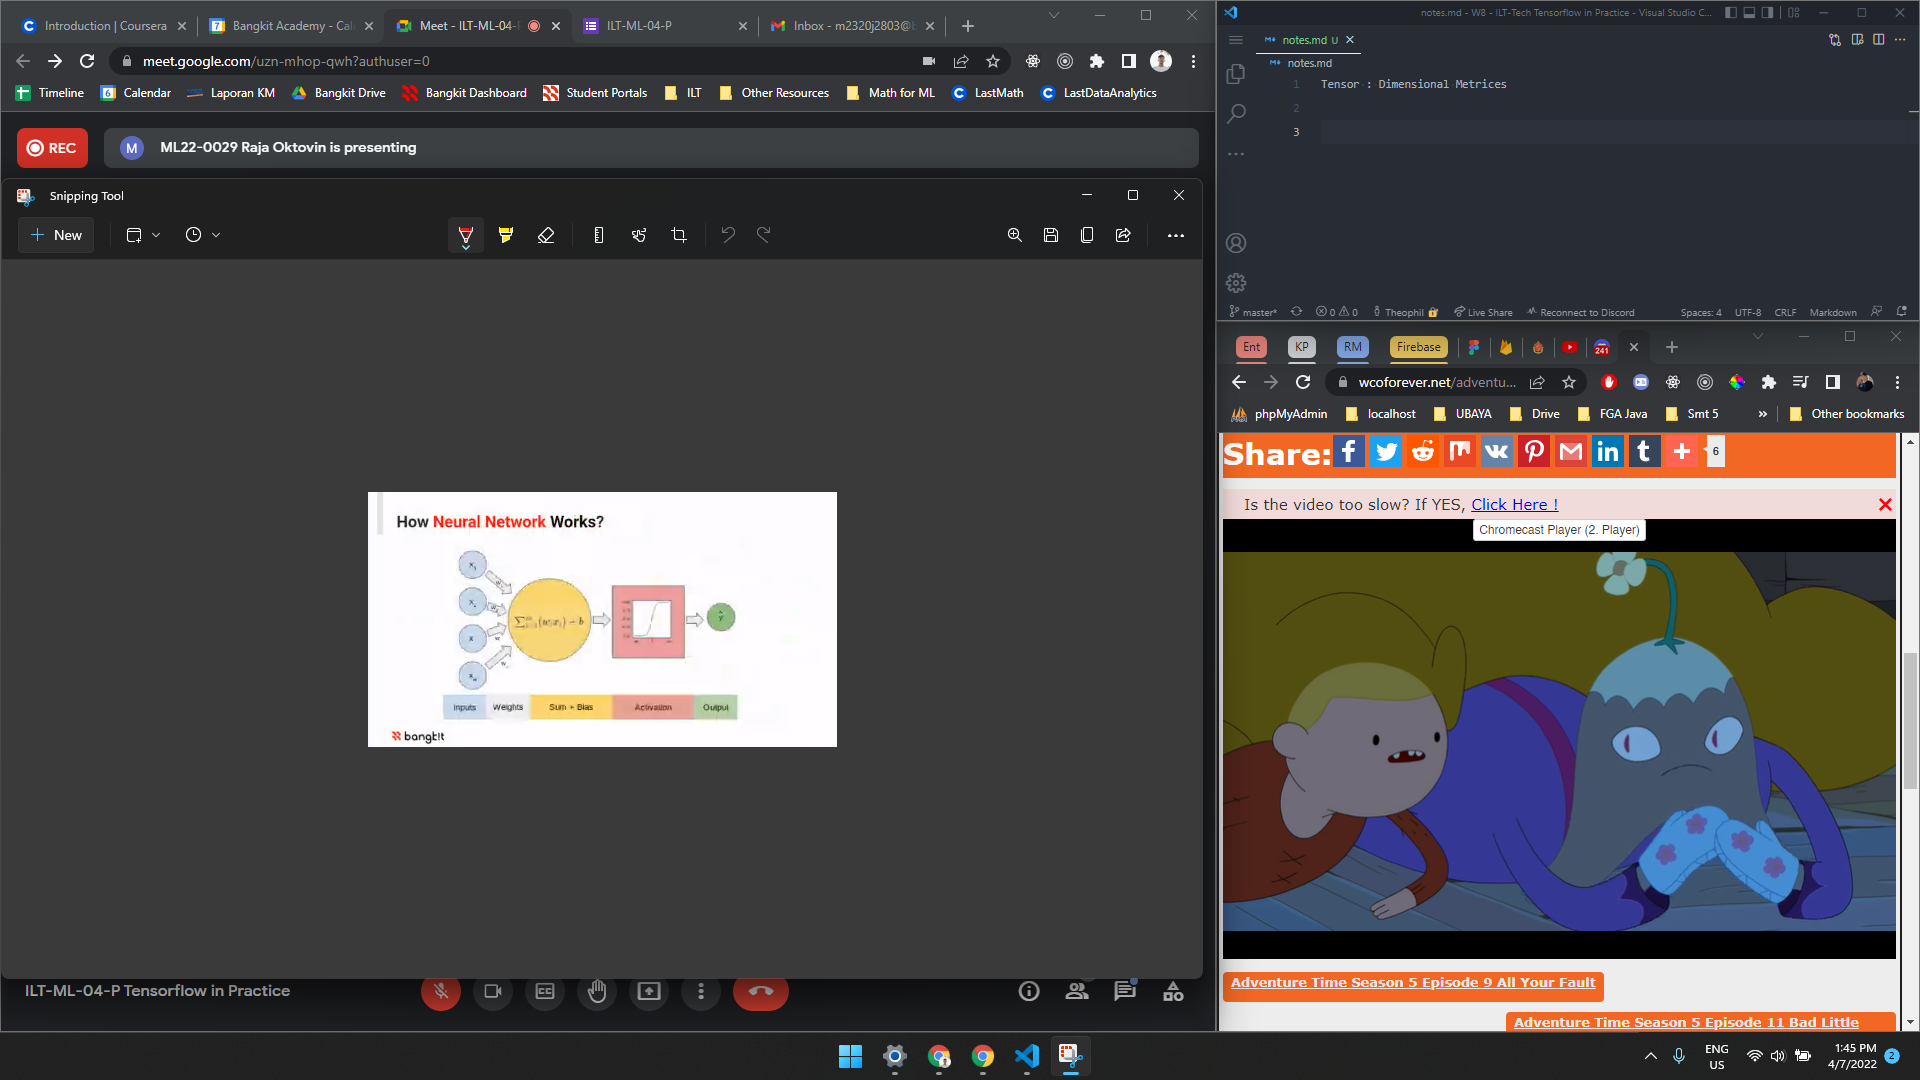 Introduction | Coursera
Bangkit Academy - Cale
Meet - ILT-ML-04-
ILT-ML-04-P
Inbox - m2320j2803@b
meet.google.com/uzn-mhop-qwh?authuser=0
Timeline
Calendar
Laporan KM
Bangkit Drive
Bangkit Dashboard
Student Portals
ILT
Other Resources
Math for ML
LastMath
LastDataAnalytics
REC
M
ML22-0029 Raja Oktovin is presenting
Snipping Tool
New
How Neural Network Works?
Inputs
Weights
Sum + Bias
Activation
Output
bangk!t
ILT-ML-04-P Tensorflow in Practice
notes.md - W8 - ILT-Tech Tensorflow in Practice - Visual Studio C...
notes.md U
notes.md
1 Tensor : Dimensional Metrices
2
3
master*
0 0
Theophil
Live Share
Reconnect to Discord
Spaces: 4
UTF-8
CRLF
Markdown
Ent
KP
RM
Firebase
241
wcoforever.net/adventu...
phpMyAdmin
localhost
UBAYA
Drive
FGA Java
Smt 5
»
Other bookmarks
Share:
6
Is the video too slow? If YES, Click Here !
Chromecast Player (2. Player)
Adventure Time Season 5 Episode 9 All Your Fault
Adventure Time Season 5 Episode 11 Bad Little
ENG
US
1:45 PM
4/7/2022
2